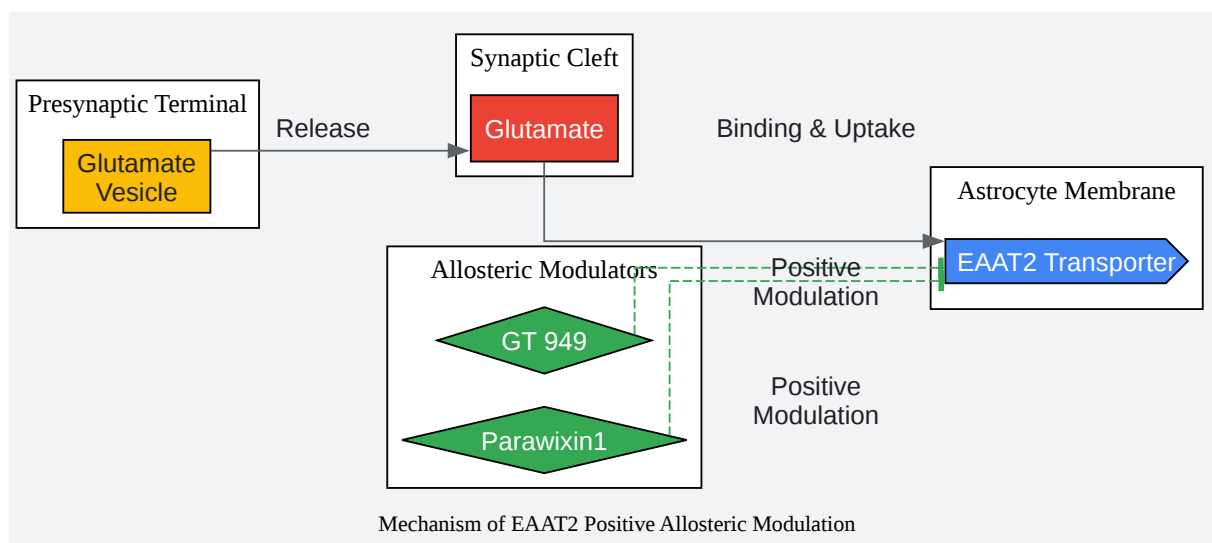 Synaptic Cleft
Presynaptic Terminal
Release
Glutamate
Binding & Uptake
Glutamate
Vesicle
Astrocyte Membrane
EAAT2 Transporter
Allosteric Modulators
Positive
Modulation
GT 949
Positive
Modulation
Parawixin1
Mechanism of EAAT2 Positive Allosteric Modulation